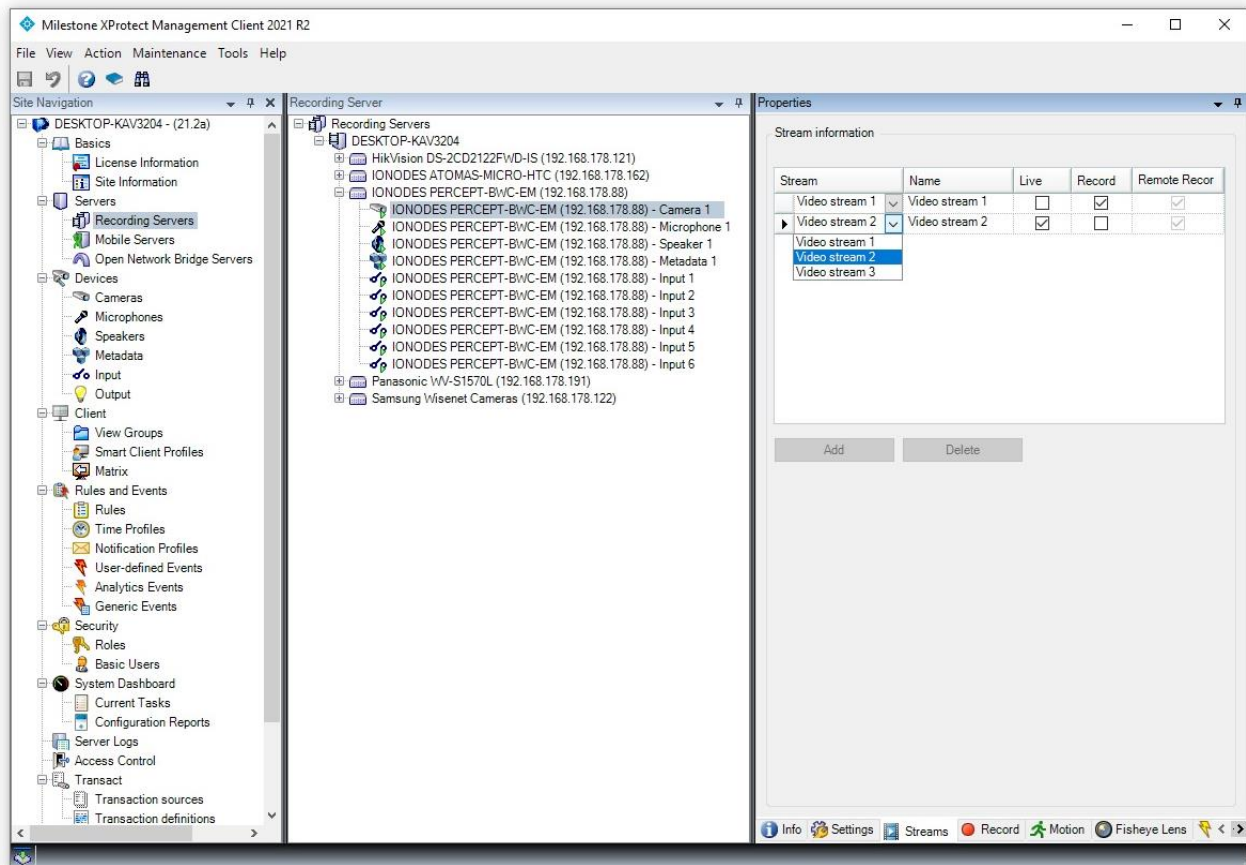 Milestone XProtect Management Client 2021 R2
File View Action Maintenance Tools Help
Site Navigation
DESKTOP-KAV3204 - (21.2a)
Basics
License Information
Site Information
Servers
Recording Servers
Mobile Servers
Open Network Bridge Servers
Devices
Cameras
Microphones
Speakers
Metadata
Input
Output
Client
View Groups
Smart Client Profiles
Matrix
Rules and Events
Rules
Time Profiles
Notification Profiles
User-defined Events
Analytics Events
Generic Events
Security
Roles
Basic Users
System Dashboard
Current Tasks
Configuration Reports
Server Logs
Access Control
Transact
Transaction sources
Transaction definitions
Recording Server
Recording Servers
DESKTOP-KAV3204
HikVision DS-2CD2122FWD-IS (192.168.178.121)
IONODES ATOMAS-MICRO-HTC (192.168.178.162)
IONODES PERCEPT-BWC-EM (192.168.178.88)
IONODES PERCEPT-BWC-EM (192.168.178.88) - Camera 1
IONODES PERCEPT-BWC-EM (192.168.178.88) - Microphone 1
IONODES PERCEPT-BWC-EM (192.168.178.88) - Speaker 1
IONODES PERCEPT-BWC-EM (192.168.178.88) - Metadata 1
IONODES PERCEPT-BWC-EM (192.168.178.88) - Input 1
IONODES PERCEPT-BWC-EM (192.168.178.88) - Input 2
IONODES PERCEPT-BWC-EM (192.168.178.88) - Input 3
IONODES PERCEPT-BWC-EM (192.168.178.88) - Input 4
IONODES PERCEPT-BWC-EM (192.168.178.88) - Input 5
IONODES PERCEPT-BWC-EM (192.168.178.88) - Input 6
Panasonic WV-S1570L (192.168.178.191)
Samsung Wisenet Cameras (192.168.178.122)
Properties
Stream information
Stream Name Live Record Remote Recor
Video stream 1 Video stream 1
Video stream 2 Video stream 2
Video stream 1
Video stream 2
Video stream 3
Add Delete
Info Settings Streams Record Motion Fisheye Lens